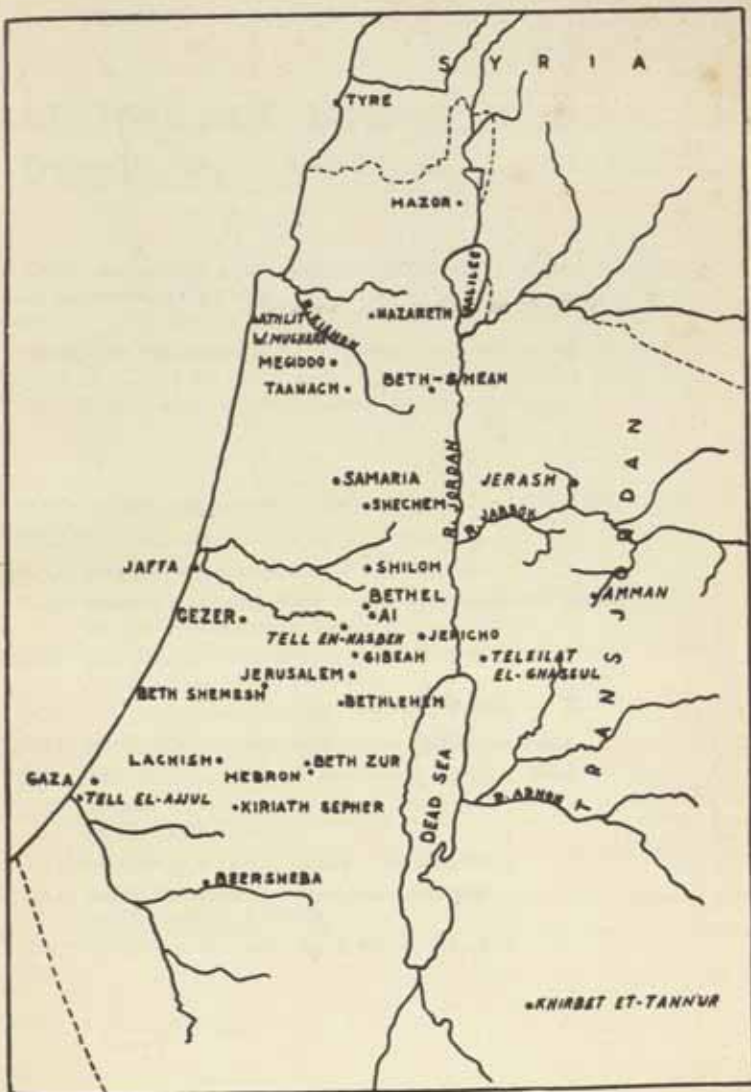 SYRIA
TYRE
HAZOR
GALILEE
NAZARETH
R. KISHON
ATHLIT
W. MUGHARA
MEGIDDO
TAANACH
BETH-SHEAN
R. JORDAN
SAMARIA
JERASH
SHECHEM
R. JABBOK
TRANSJORDAN
JAFFA
SHILOH
BETHEL
AMMAN
GEZER
AI
TELL EN-NASBEH
JERICHO
GIBEAH
TELEILAT
EL-GHASSUL
JERUSALEM
BETH SHEMESH
BETHLEHEM
LACHISH
BETH ZUR
HEBRON
GAZA
TELL EL-AJJUL
KIRIATH SEPHER
DEAD SEA
R. ARNON
BEERSHEBA
KHIRBET ET-TANNUR